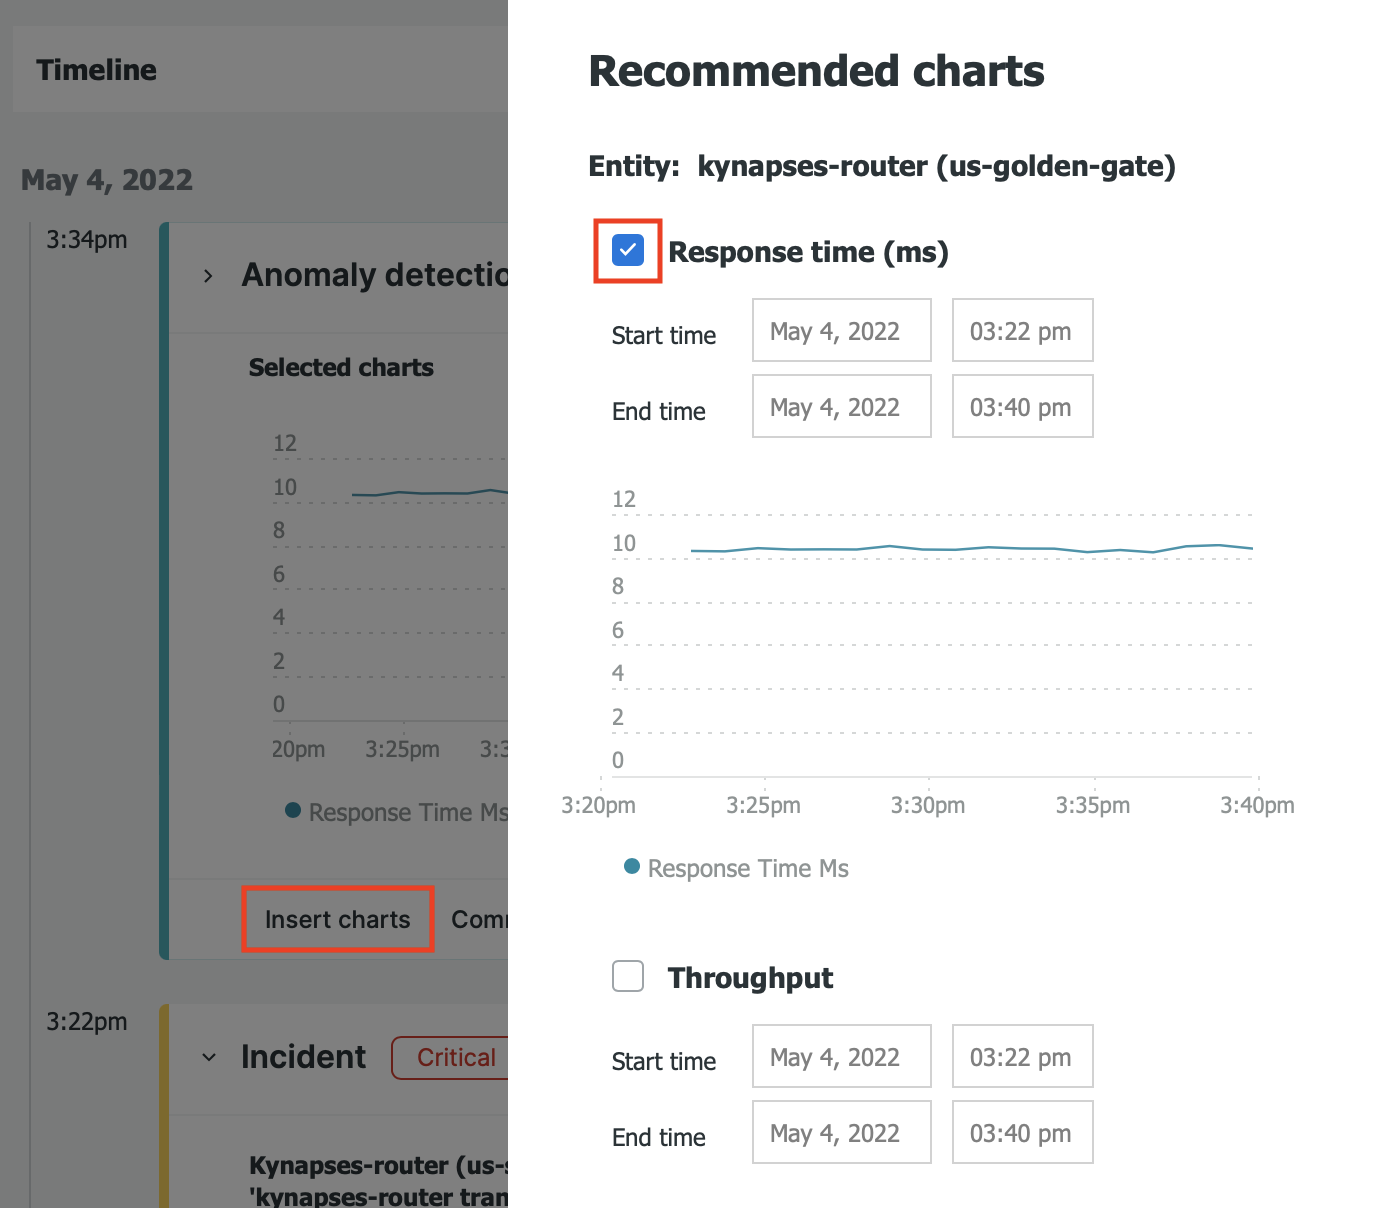 Timeline
May 4, 2022
3:34pm
Anomaly detectio
Selected charts
12
10
8
6
4
2
0
20pm 3:25pm 3:3
Response Time Ms
Insert charts Com
3:22pm
Incident Critical
Kynapses-router (us-
'kynapses-router tran
Recommended charts
Entity: kynapses-router (us-golden-gate)
Response time (ms)
Start time May 4, 2022 03:22 pm
End time May 4, 2022 03:40 pm
12
10
8
6
4
2
0
3:20pm 3:25pm 3:30pm 3:35pm 3:40pm
Response Time Ms
Throughput
Start time May 4, 2022 03:22 pm
End time May 4, 2022 03:40 pm